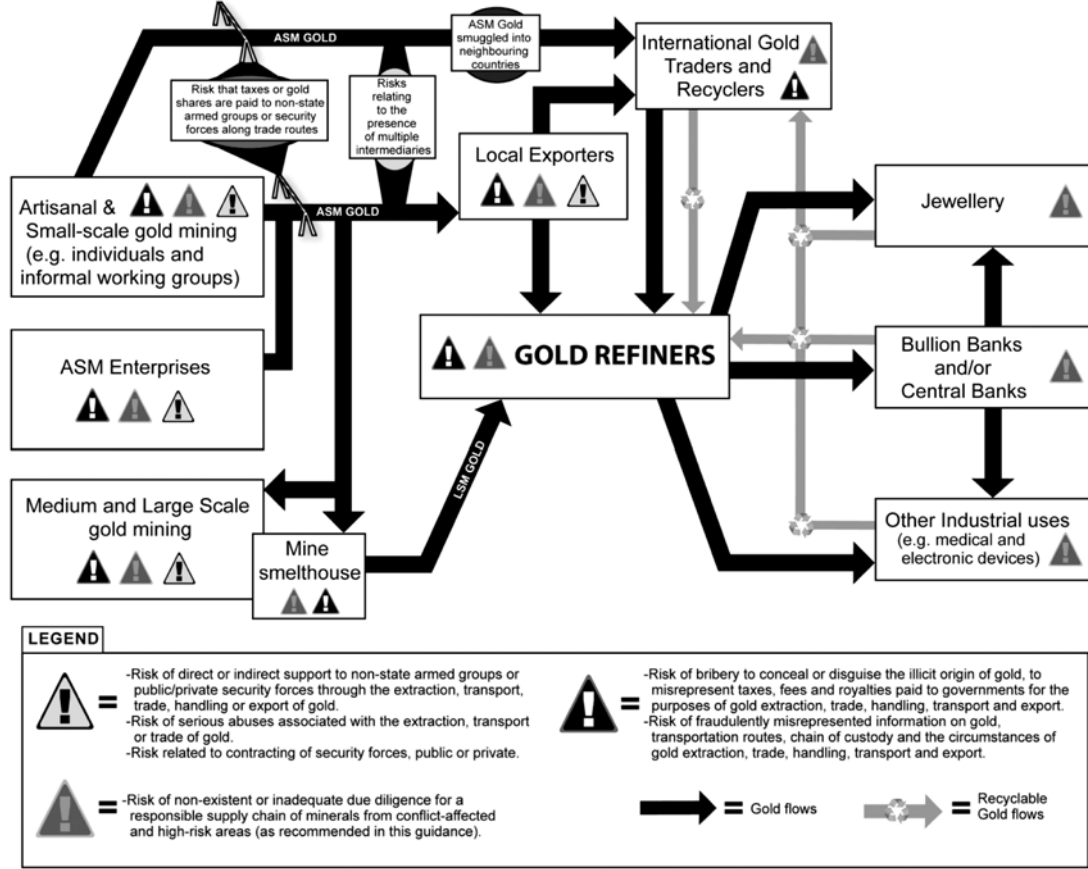 ASM GOLD
ASM Gold
smuggled into
neighbouring
countries
International Gold
Traders and
Recyclers
Risk that taxes or gold
shares are paid to non-state
armed groups or security
forces along trade routes
Risks
relating
to the
presence
of multiple
intermediaries
Local Exporters
Artisanal &
Small-scale gold mining
(e.g. individuals and
informal working groups)
ASM GOLD
Jewellery
ASM Enterprises
GOLD REFINERS
Bullion Banks
and/or
Central Banks
LSM GOLD
Medium and Large Scale
gold mining
Mine
smelthouse
Other Industrial uses
(e.g. medical and
electronic devices)
LEGEND
= -Risk of direct or indirect support to non-state armed groups or
public/private security forces through the extraction, transport,
trade, handling or export of gold.
-Risk of serious abuses associated with the extraction, transport
or trade of gold.
-Risk related to contracting of security forces, public or private.
= -Risk of non-existent or inadequate due diligence for a
responsible supply chain of minerals from conflict-affected
and high-risk areas (as recommended in this guidance).
= -Risk of bribery to conceal or disguise the illicit origin of gold, to
misrepresent taxes, fees and royalties paid to governments for the
purposes of gold extraction, trade, handling, transport and export.
-Risk of fraudulently misrepresented information on gold,
transportation routes, chain of custody and the circumstances of
gold extraction, trade, handling, transport and export.
= Gold flows
= Recyclable
Gold flows